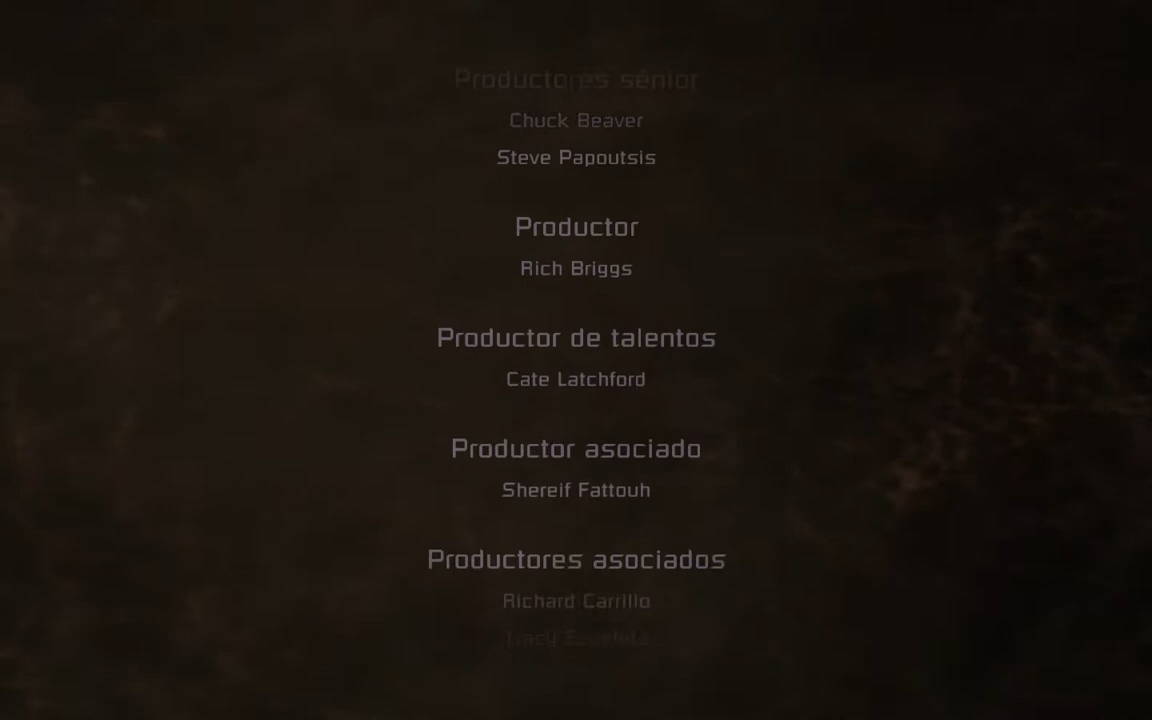 Productores sénior
Chuck Beaver
Steve Papoutsis
Productor
Rich Briggs
Productor de talentos
Cate Latchford
Productor asociado
Shereif Fattouh
Productores asociados
Richard Carrillo
Tracy